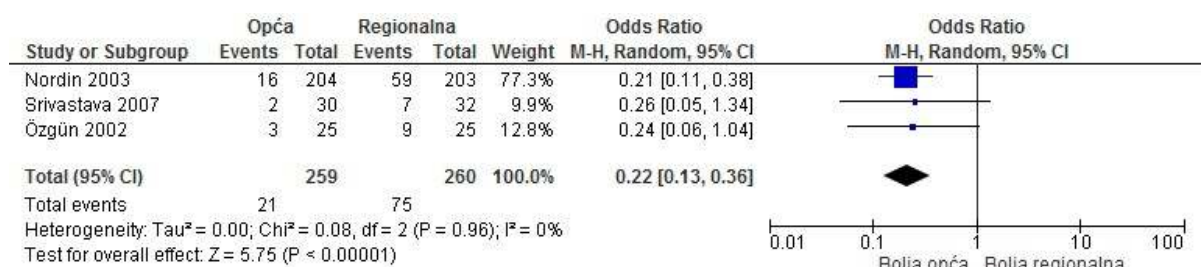 Opća Regionalna Odds Ratio Odds Ratio
Study or Subgroup Events Total Events Total Weight M-H, Random, 95% CI M-H, Random, 95% CI
Nordin 2003 16 204 59 203 77.3% 0.21 [0.11, 0.38]
Srivastava 2007 2 30 7 32 9.9% 0.26 [0.05, 1.34]
Özgün 2002 3 25 9 25 12.8% 0.24 [0.06, 1.04]
Total (95% CI) 259 260 100.0% 0.22 [0.13, 0.36]
Total events 21 75
Heterogeneity: Tau² = 0.00; Chi² = 0.08, df = 2 (P = 0.96); I² = 0%
Test for overall effect: Z = 5.75 (P < 0.00001)
0.01 0.1 1 10 100
Bolja opća Bolja regionalna